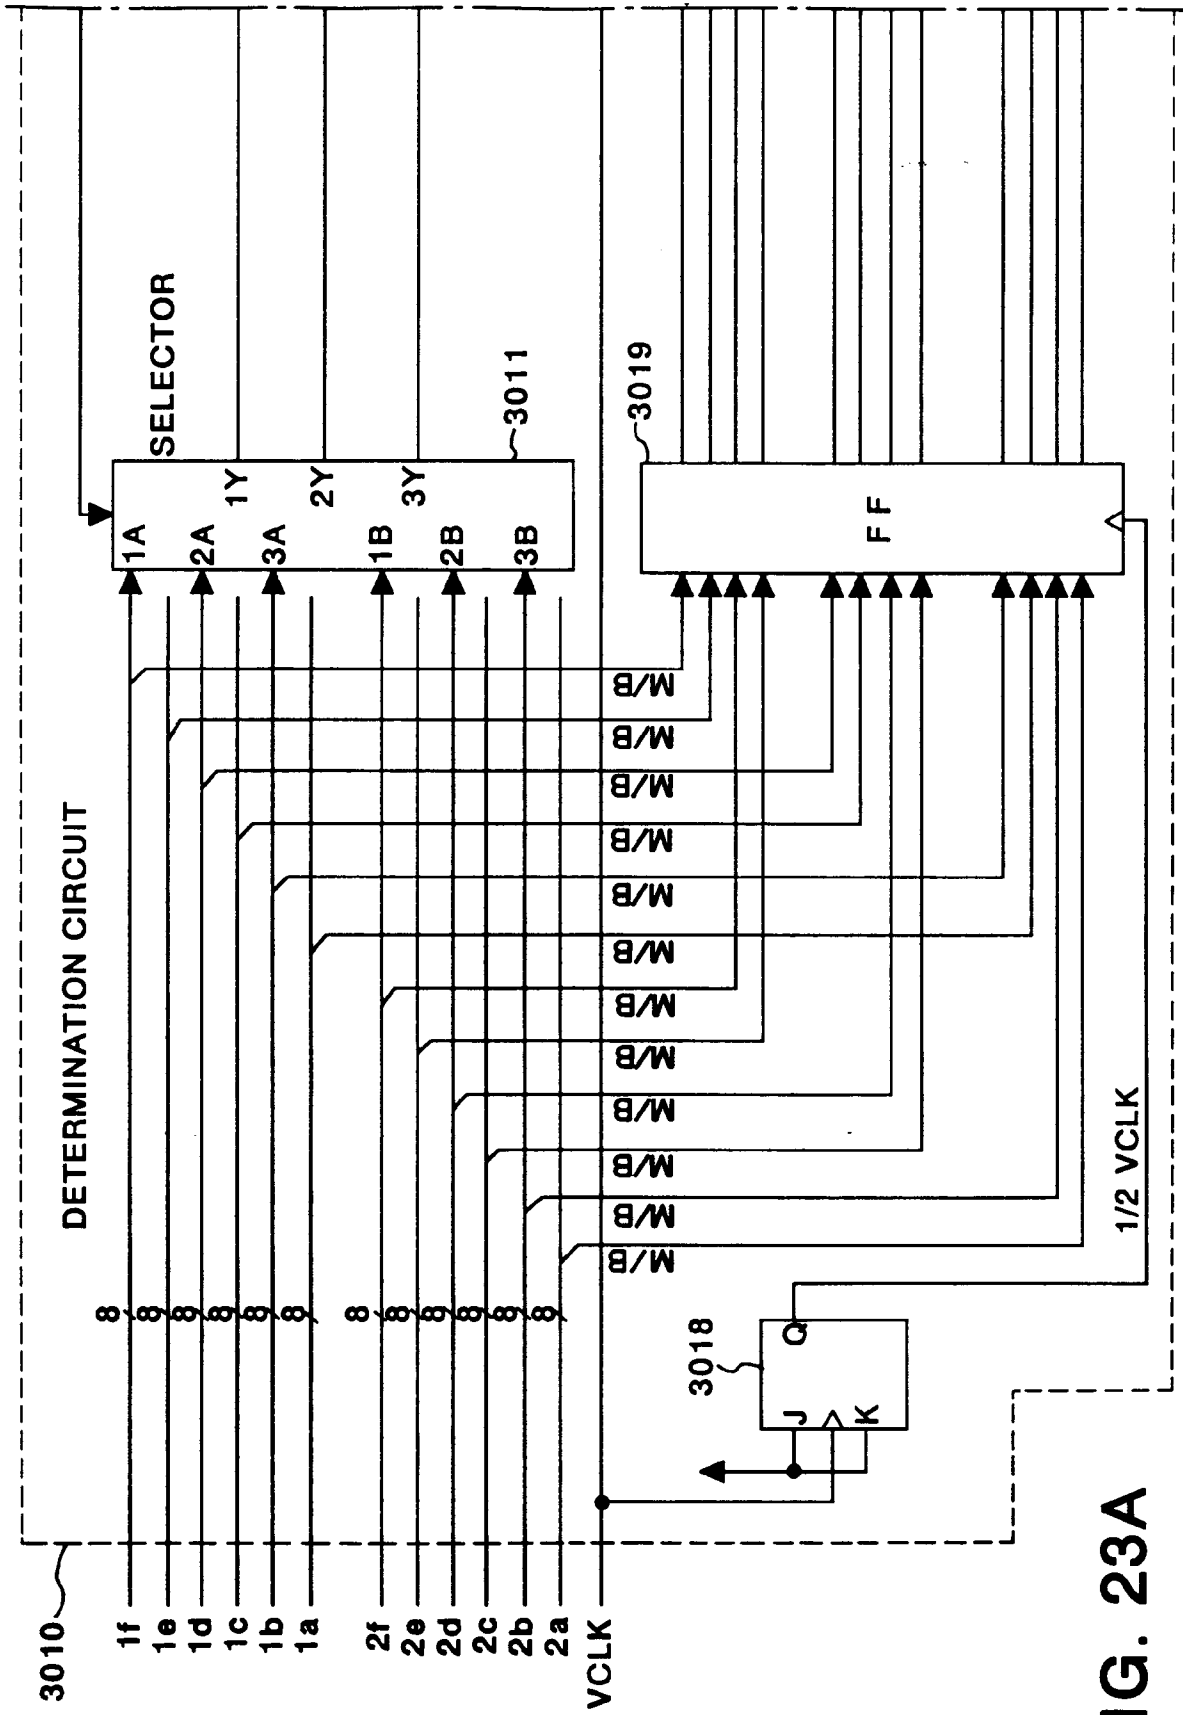 3010
DETERMINATION CIRCUIT
SELECTOR
1f
1e
1d
1c
1b
1a
2f
2e
2d
2c
2b
2a
VCLK
8
8
8
8
8
8
8
8
8
8
8
8
1A
2A
3A
1B
2B
3B
1Y
2Y
3Y
3011
M/B
M/B
M/B
M/B
M/B
M/B
M/B
M/B
M/B
M/B
M/B
M/B
3019
FF
3018
J
K
Q
1/2 VCLK
IG. 23A